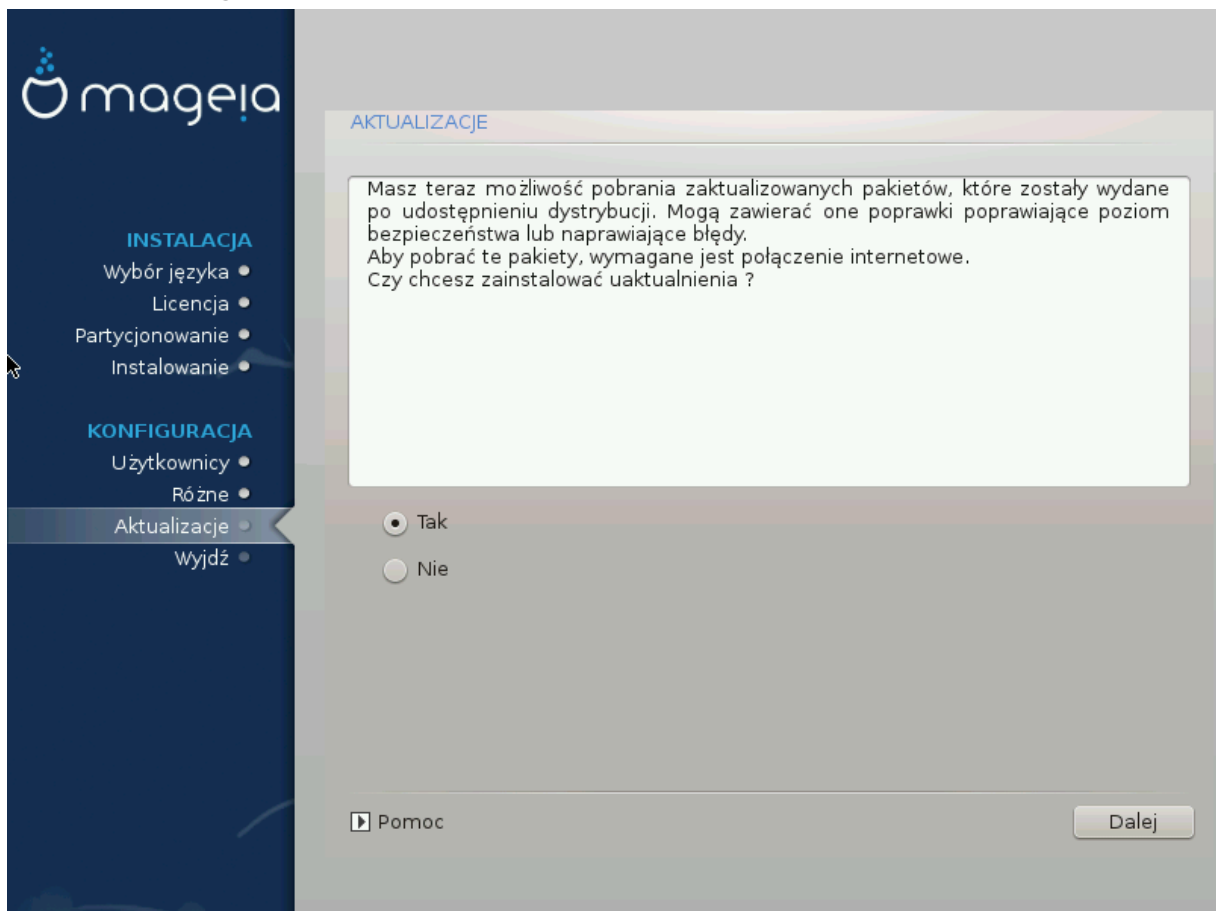 mageia
INSTALACJA
Wybór języka
Licencja
Partycjonowanie
Instalowanie
KONFIGURACJA
Użytkownicy
Różne
Aktualizacje
Wyjdź
AKTUALIZACJE
Masz teraz możliwość pobrania zaktualizowanych pakietów, które zostały wydane
po udostępnieniu dystrybucji. Mogą zawierać one poprawki poprawiające poziom
bezpieczeństwa lub naprawiające błędy.
Aby pobrać te pakiety, wymagane jest połączenie internetowe.
Czy chcesz zainstalować uaktualnienia ?
Tak
Nie
Pomoc
Dalej